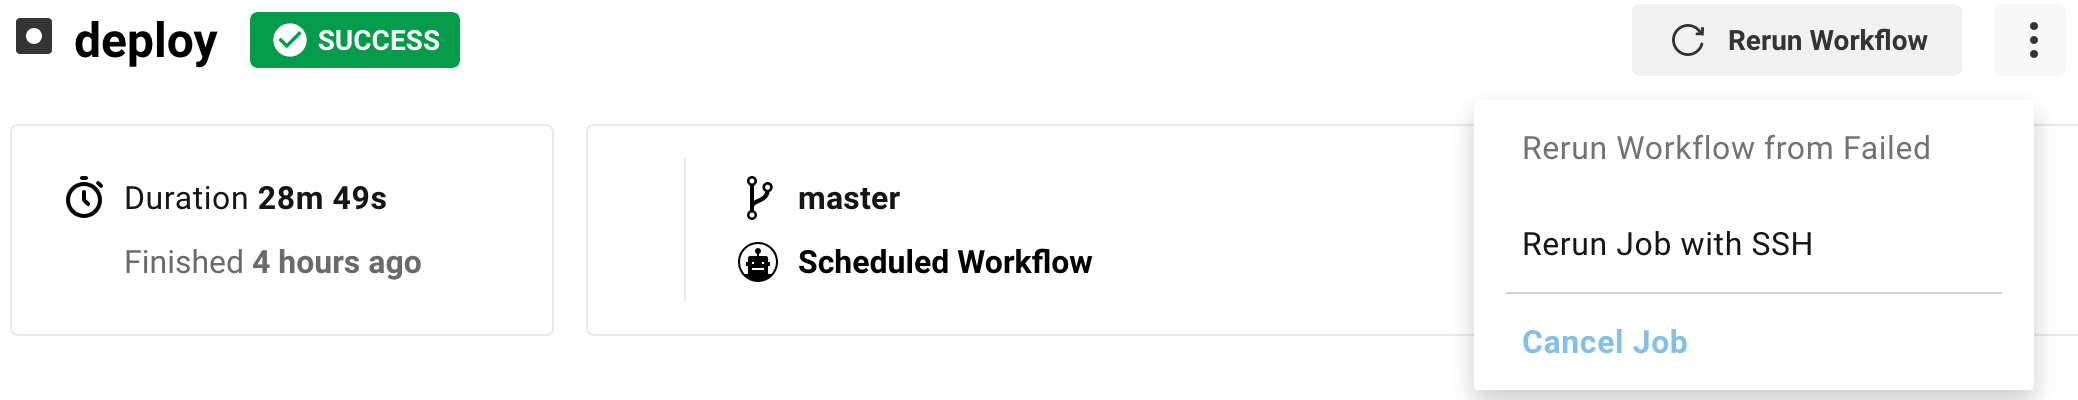 deploy
SUCCESS
Rerun Workflow
Duration 28m 49s
Finished 4 hours ago
master
Scheduled Workflow
Rerun Workflow from Failed
Rerun Job with SSH
Cancel Job